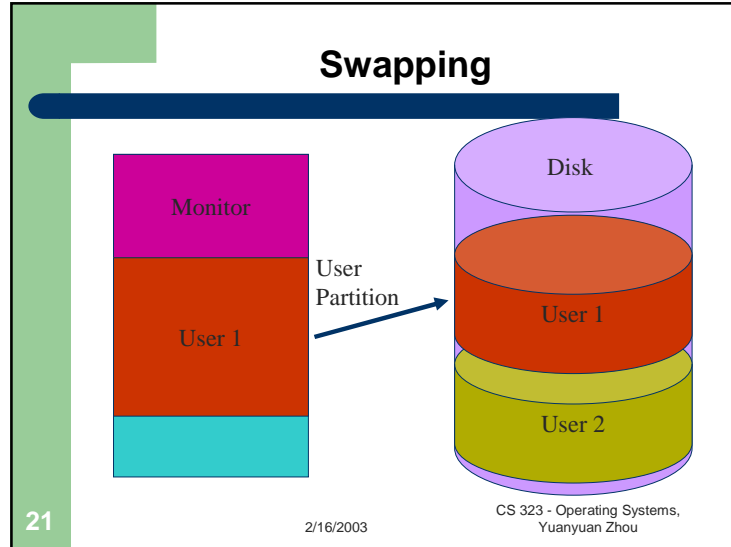 Swapping
Monitor
User 1
User
Partition
Disk
User 1
User 2
21
2/16/2003
CS 323 - Operating Systems,
Yuanyuan Zhou